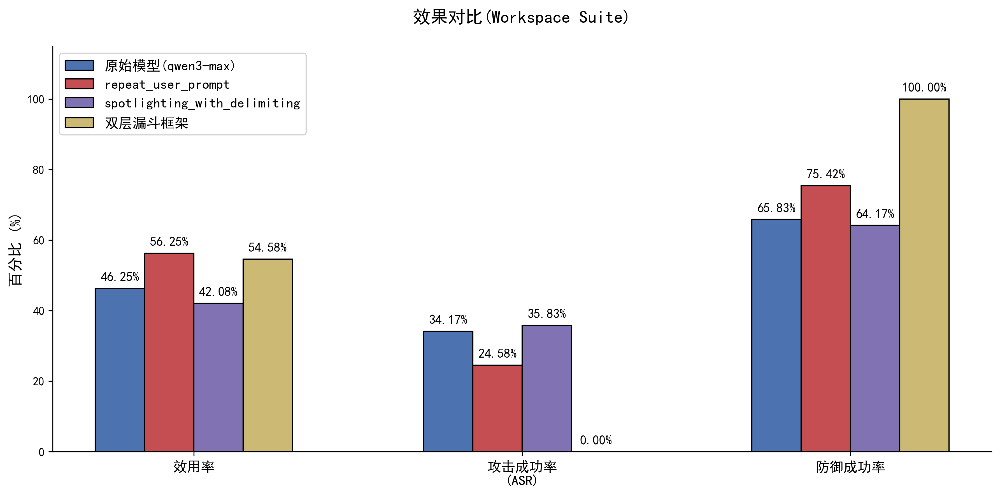 效果对比(Workspace Suite)
原始模型(qwen3-max)
repeat_user_prompt
spotlighting_with_delimiting
双层漏斗框架
百分比 (%)
100
80
60
40
20
0
46.25%
56.25%
42.08%
54.58%
34.17%
24.58%
35.83%
0.00%
65.83%
75.42%
64.17%
100.00%
效用率
攻击成功率
(ASR)
防御成功率